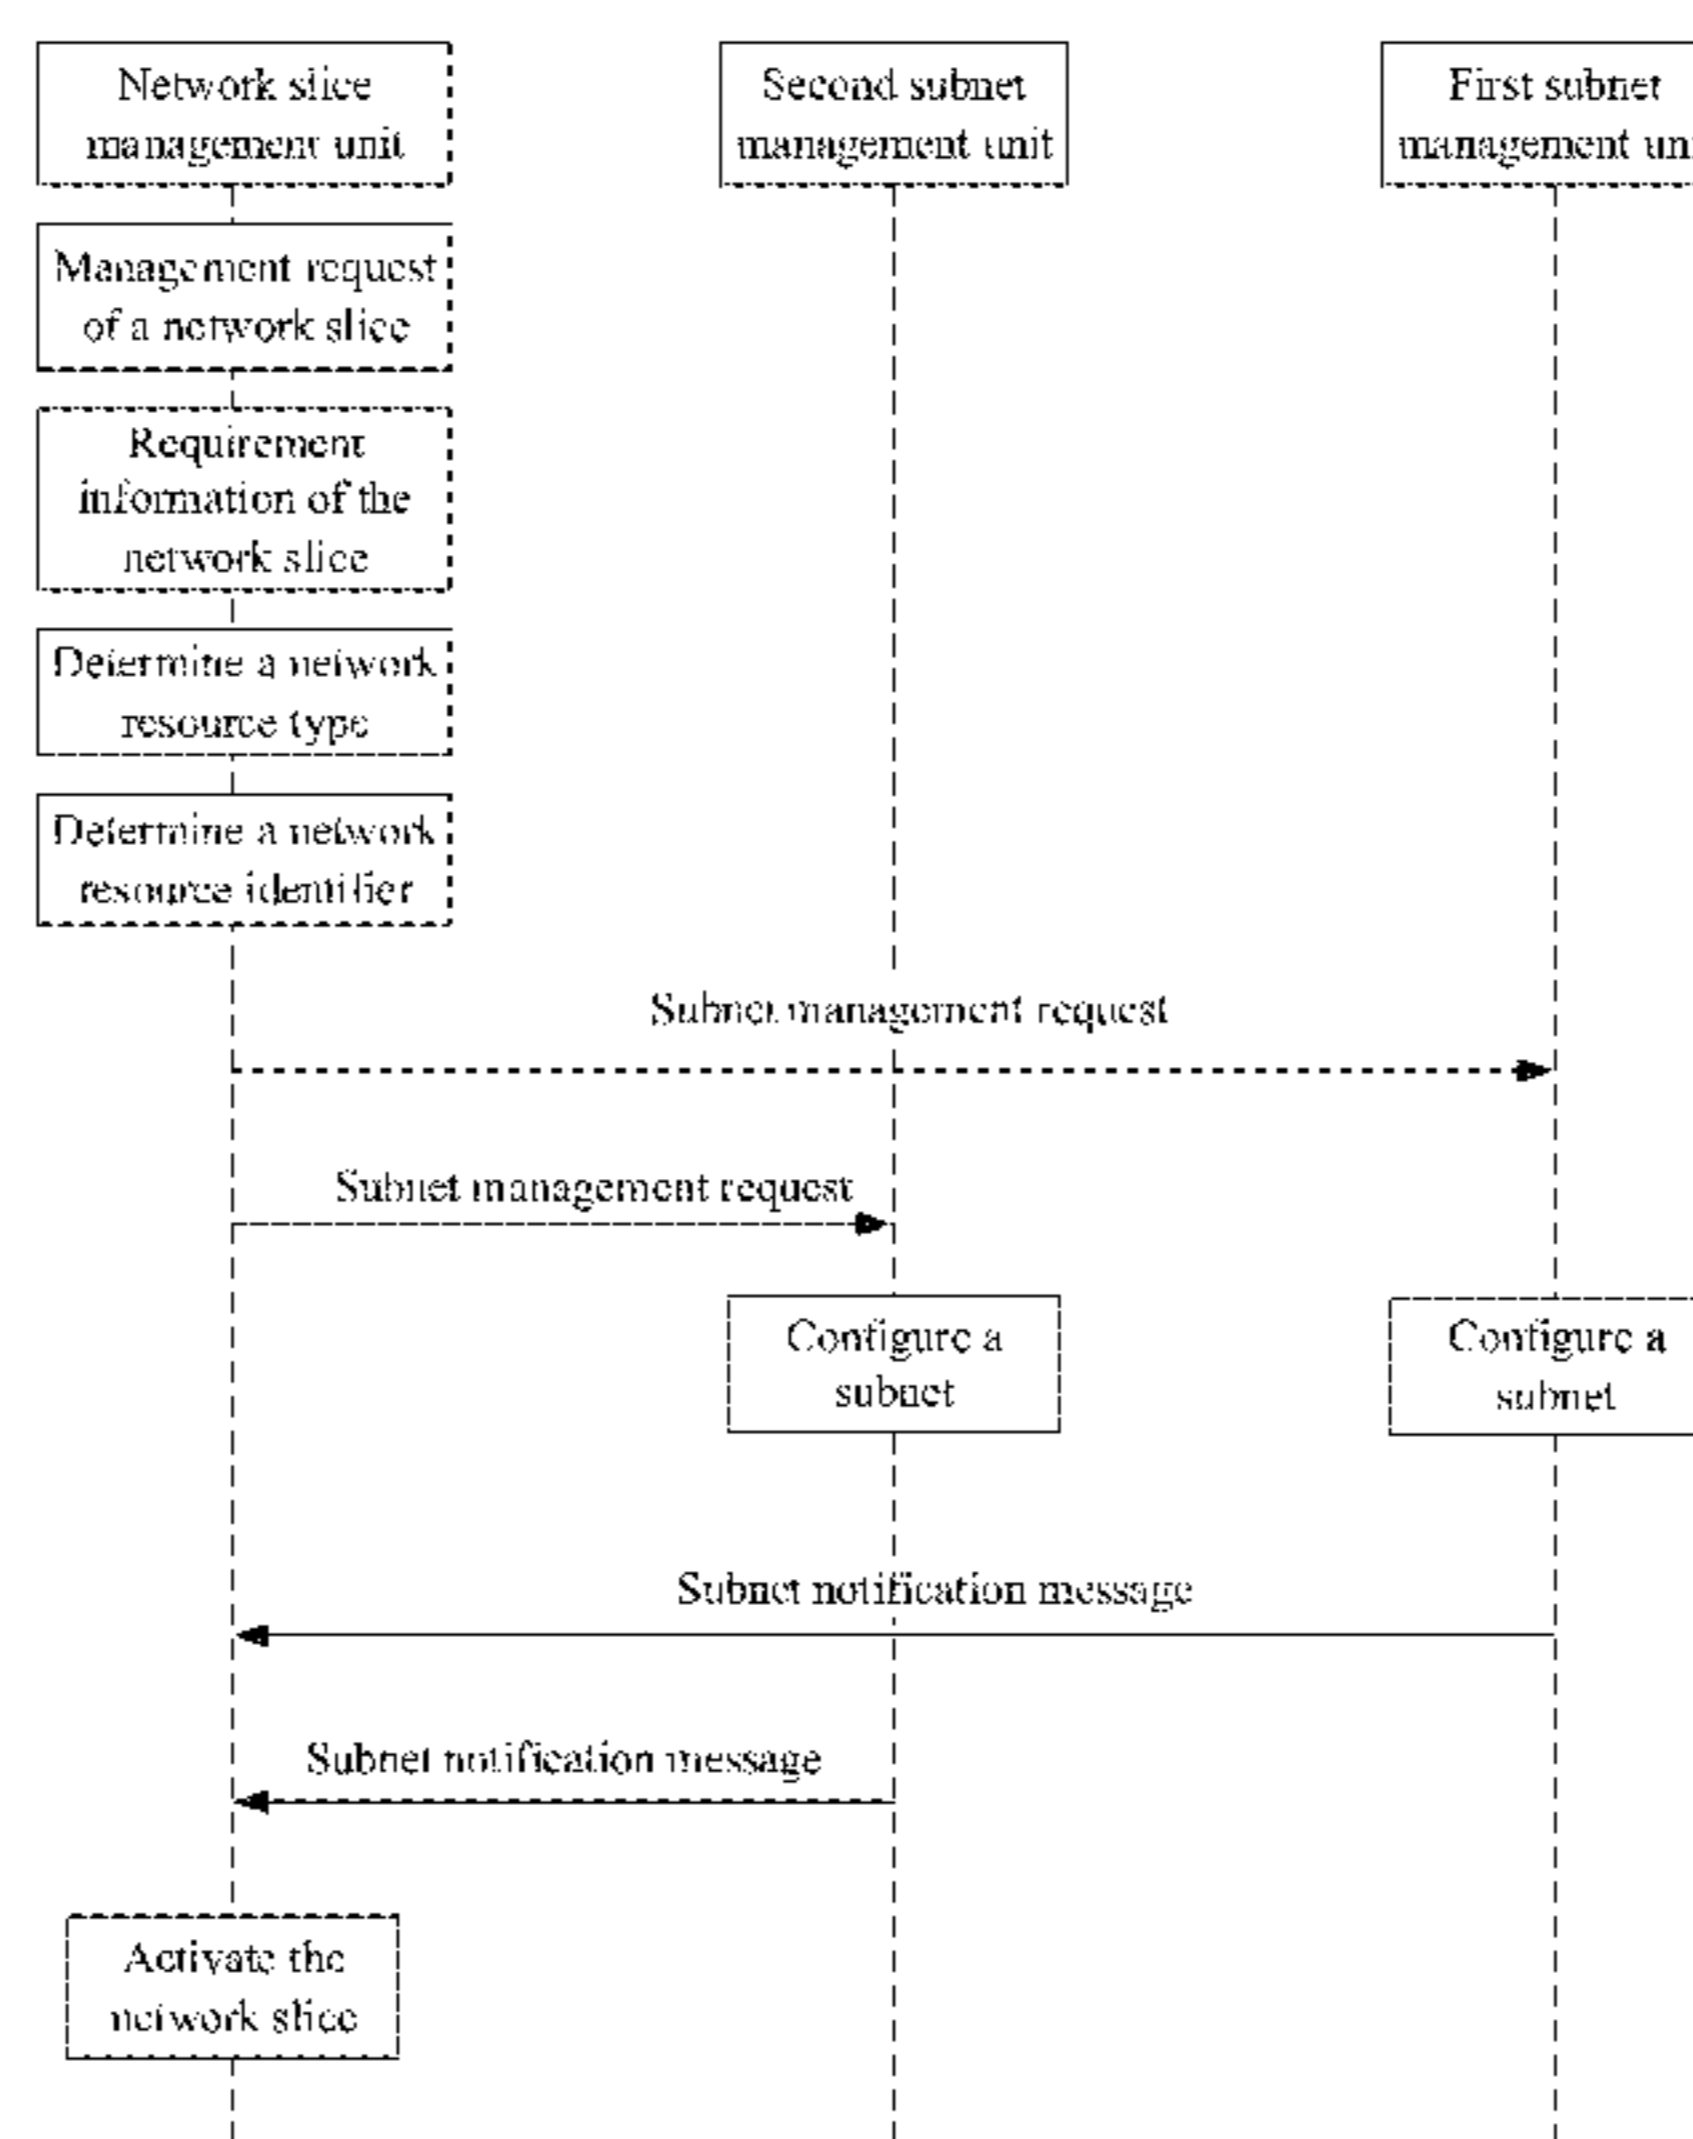 Network slice
management unit
Second subnet
management unit
First subnet
management uni
Management request
of a network slice
Requirement
information of the
network slice
Determine a network
resource type
Determine a network
resource identifier
Subnet management request
Subnet management request
Configure a
subnet
Configure a
subnet
Subnet notification message
Subnet notification message
Activate the
network slice